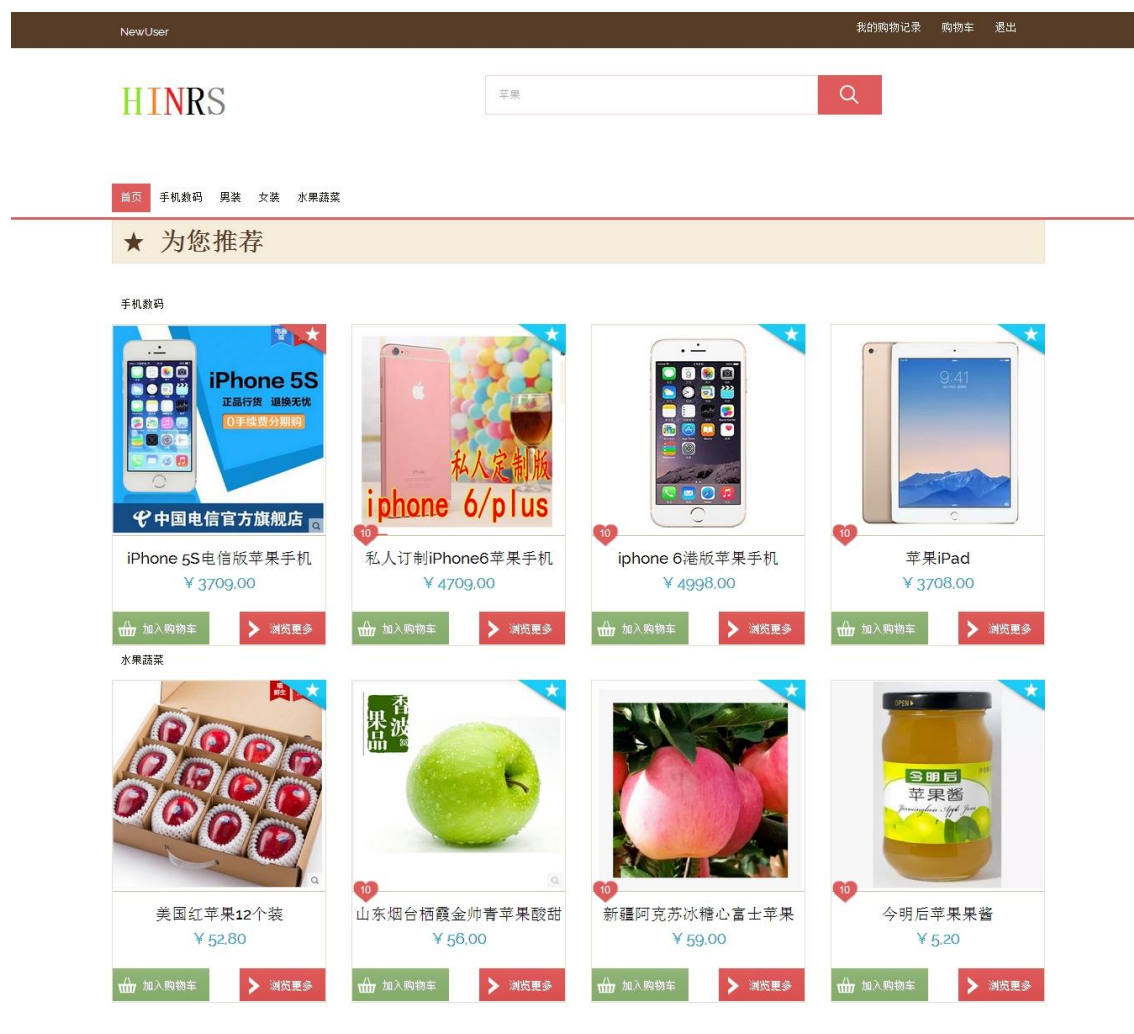 NewUser
我的购物记录 购物车 退出
HINRS
苹果
首页 手机数码 男装 女装 水果蔬菜
★ 为您推荐
手机数码
iPhone 5S
正品行货 退换无忧
0手续费分期购
中国电信官方旗舰店
私人定制版
iphone 6/plus
9:41
10
10
10
iPhone 5S电信版苹果手机
¥ 3709.00
私人订制iPhone6苹果手机
¥ 4709.00
iphone 6港版苹果手机
¥ 4998.00
苹果iPad
¥ 3708.00
加入购物车 浏览更多
加入购物车 浏览更多
加入购物车 浏览更多
加入购物车 浏览更多
水果蔬菜
香波
果品
OPEN
今明后
苹果酱
10
10
10
美国红苹果12个装
¥ 52.80
山东烟台栖霞金帅青苹果酸甜
¥ 56.00
新疆阿克苏冰糖心富士苹果
¥ 59.00
今明后苹果果酱
¥ 5.20
加入购物车 浏览更多
加入购物车 浏览更多
加入购物车 浏览更多
加入购物车 浏览更多